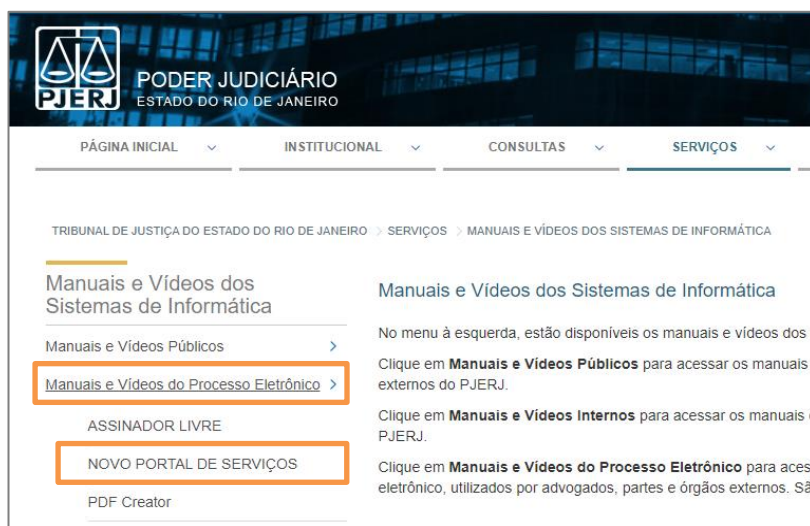 PJERJ
PODER JUDICIÁRIO
ESTADO DO RIO DE JANEIRO
PÁGINA INICIAL
INSTITUCIONAL
CONSULTAS
SERVIÇOS
TRIBUNAL DE JUSTIÇA DO ESTADO DO RIO DE JANEIRO > SERVIÇOS > MANUAIS E VÍDEOS DOS SISTEMAS DE INFORMÁTICA
Manuais e Vídeos dos
Sistemas de Informática
Manuais e Vídeos Públicos
Manuais e Vídeos do Processo Eletrônico
ASSINADOR LIVRE
NOVO PORTAL DE SERVIÇOS
PDF Creator
Manuais e Vídeos dos Sistemas de Informática
No menu à esquerda, estão disponíveis os manuais e vídeos dos
Clique em Manuais e Vídeos Públicos para acessar os manuais
externos do PJERJ.
Clique em Manuais e Vídeos Internos para acessar os manuais
PJERJ.
Clique em Manuais e Vídeos do Processo Eletrônico para
eletrônico, utilizados por advogados, partes e órgãos externos.